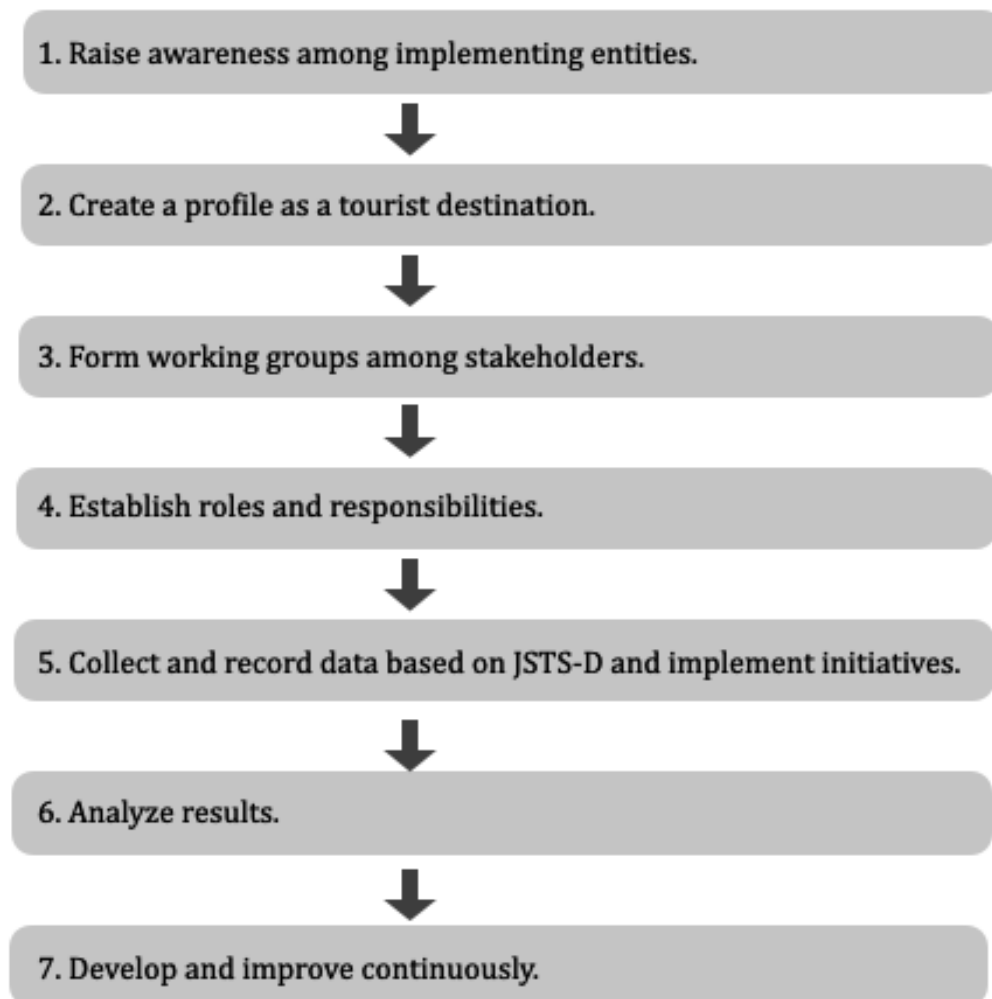 1. Raise awareness among implementing entities.
2. Create a profile as a tourist destination.
3. Form working groups among stakeholders.
4. Establish roles and responsibilities.
5. Collect and record data based on JSTS-D and implement initiatives.
6. Analyze results.
7. Develop and improve continuously.